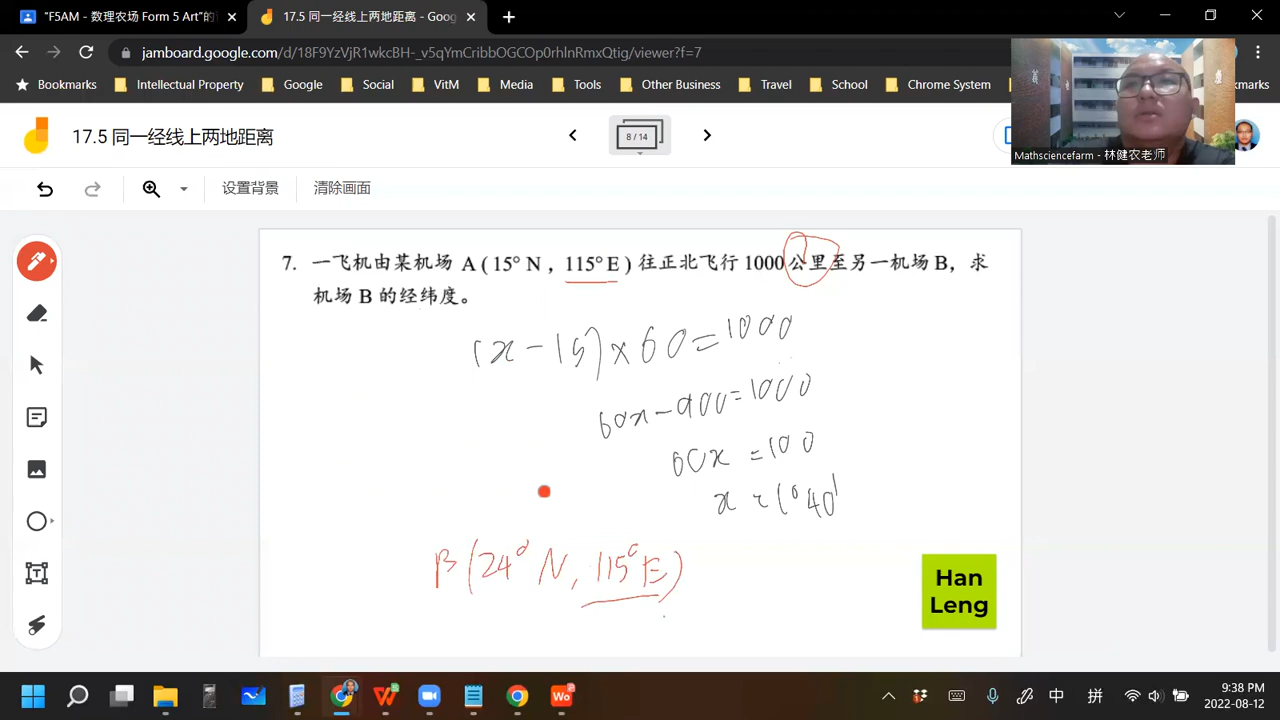 "F5AM - 数理农场 Form 5 Art"的
17.5 同一经线上两地距离 - Goog
jamboard.google.com/d/18F9YzVjR1wkcBHz_v5qYmCribbOGCOp0rhlnRmxQtig/viewer?f=7
Bookmarks Intellectual Property Google VitM Media Tools Other Business Travel School Chrome System Bookmarks
Mathsciencefarm - 林健农老师
17.5 同一经线上两地距离
8 / 14
设置背景 清除画面
7. 一飞机由某机场 A ( 15° N , 115° E ) 往正北飞行 1000 公里至另一机场 B，求
机场 B 的经纬度。
(x - 15) × 60 = 1000
60x - 900 = 1000
60x = 100
x = 1° 40'
B (24° N, 115° E)
Han
Leng
中 拼
9:38 PM
2022-08-12